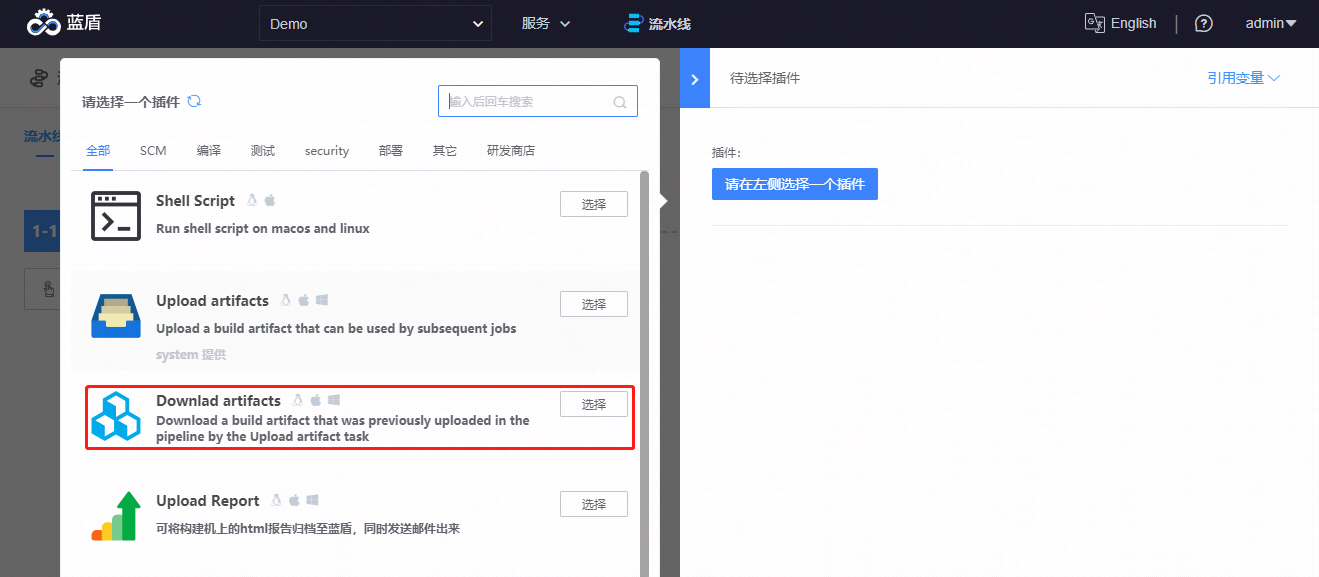 蓝盾
Demo
服务
流水线
English
admin
请选择一个插件
输入后回车搜索
待选择插件
引用变量
流水线
全部 SCM 编译 测试 security 部署 其它 研发商店
插件:
请在左侧选择一个插件
1-1
Shell Script
选择
Run shell script on macos and linux
Upload artifacts
选择
Upload a build artifact that can be used by subsequent jobs
system 提供
Downlad artifacts
选择
Download a build artifact that was previously uploaded in the
pipeline by the Upload artifact task
Upload Report
选择
可将构建机上的html报告归档至蓝盾，同时发送邮件出来